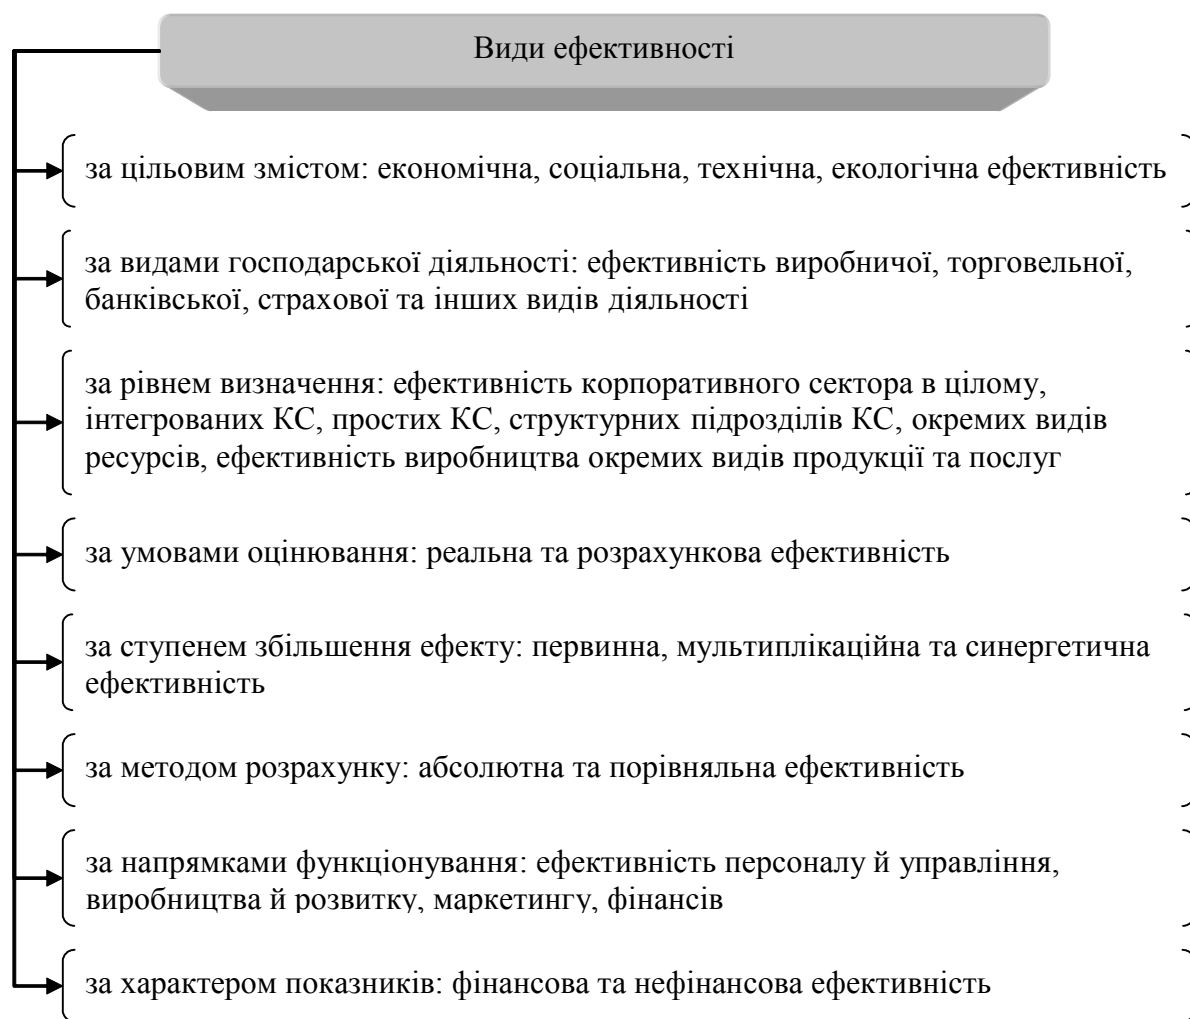 Види ефективності
за цільовим змістом: економічна, соціальна, технічна, екологічна ефективність
за видами господарської діяльності: ефективність виробничої, торговельної,
банківської, страхової та інших видів діяльності
за рівнем визначення: ефективність корпоративного сектора в цілому,
інтегрованих КС, простих КС, структурних підрозділів КС, окремих видів
ресурсів, ефективність виробництва окремих видів продукції та послуг
за умовами оцінювання: реальна та розрахункова ефективність
за ступенем збільшення ефекту: первинна, мультиплікаційна та синергетична
ефективність
за методом розрахунку: абсолютна та порівняльна ефективність
за напрямками функціонування: ефективність персоналу й управління,
виробництва й розвитку, маркетингу, фінансів
за характером показників: фінансова та нефінансова ефективність